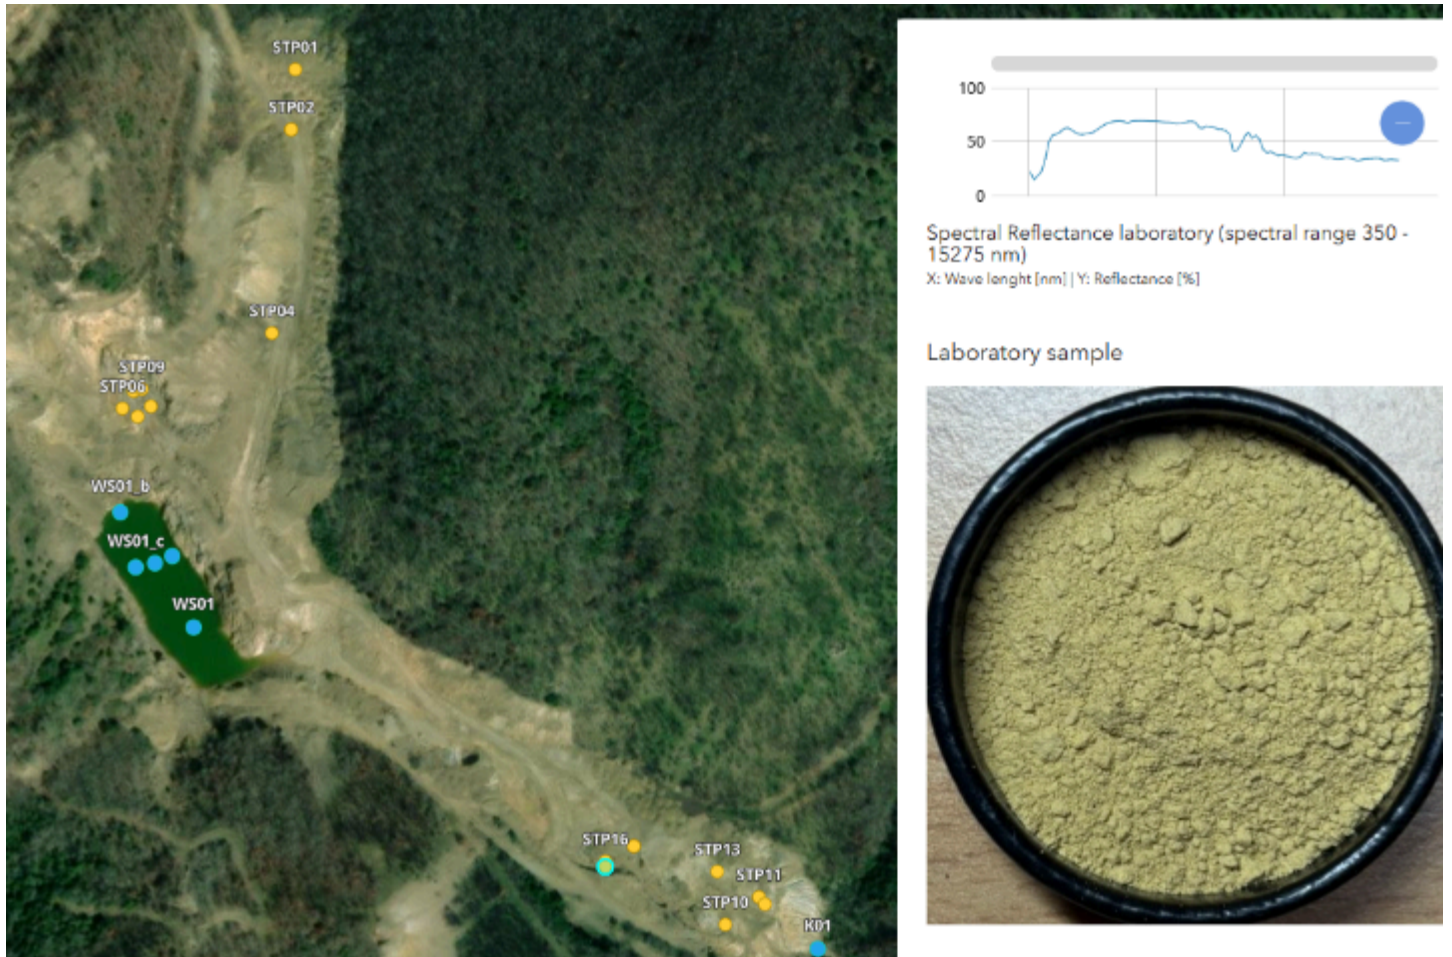 STP01
STP02
STP04
STP09
STP06
WS01_b
WS01_c
WS01
STP16
STP13
STP11
STP10
K01
100
50
0
Spectral Reflectance laboratory (spectral range 350 -
15275 nm)
X: Wave lenght [nm] | Y: Reflectance [%]
Laboratory sample